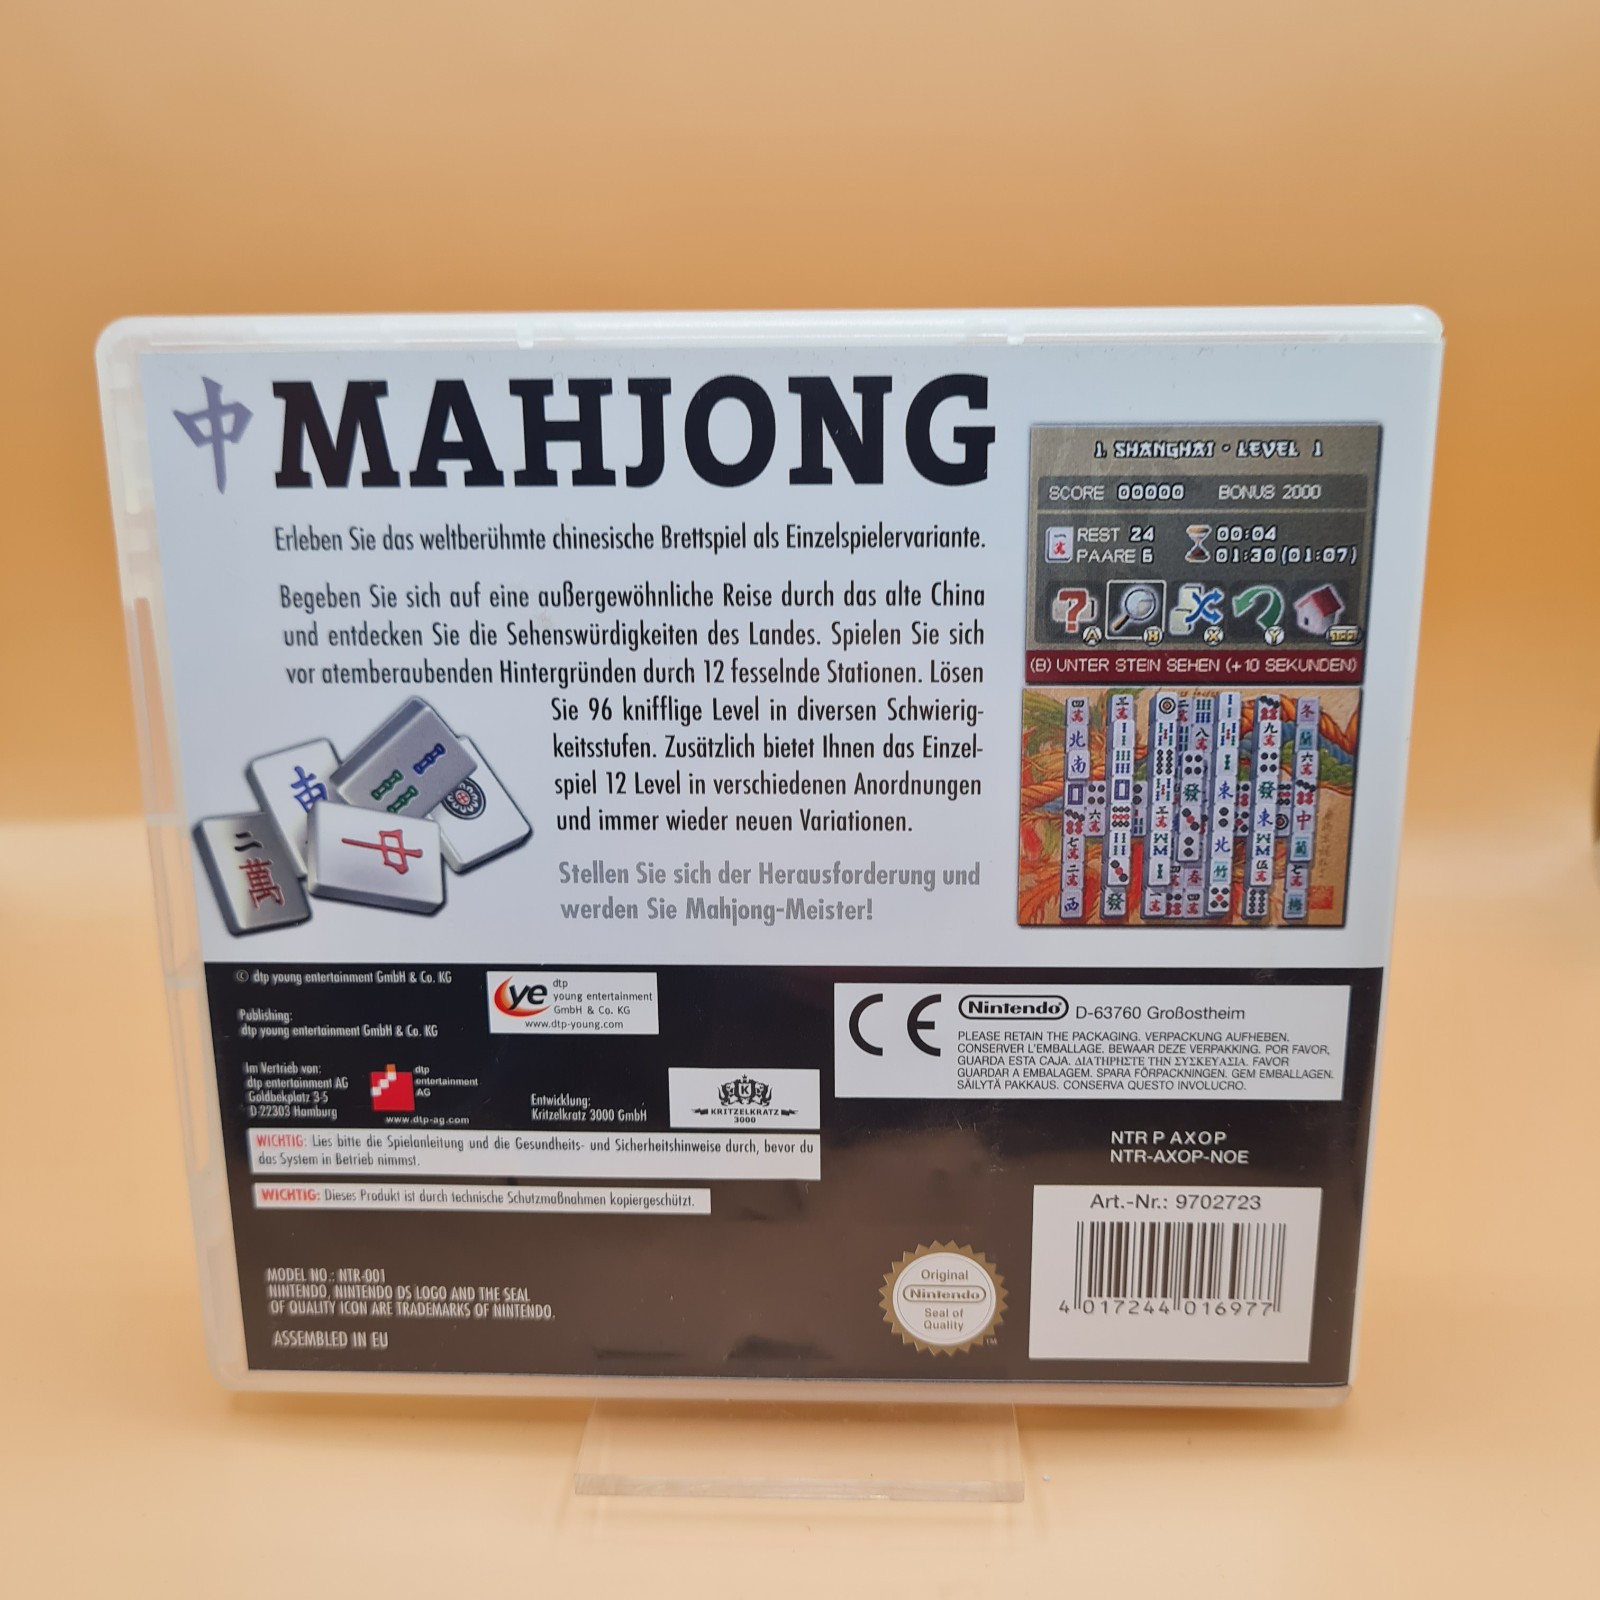 中 MAHJONG
Erleben Sie das weltberühmte chinesische Brettspiel als Einzelspielervariante.
Begeben Sie sich auf eine außergewöhnliche Reise durch das alte China
und entdecken Sie die Sehenswürdigkeiten des Landes. Spielen Sie sich
vor atemberaubenden Hintergründen durch 12 fesselnde Stationen. Lösen
Sie 96 knifflige Level in diversen Schwierig-
keitsstufen. Zusätzlich bietet Ihnen das Einzel-
spiel 12 Level in verschiedenen Anordnungen
und immer wieder neuen Variationen.
Stellen Sie sich der Herausforderung und
werden Sie Mahjong-Meister!
南
二萬
中
1. SHANGHAI - LEVEL 1
SCORE 00000 BONUS 2000
REST 24 00:04
PAARE 6 01:30(01:07)
A B X Y
(B) UNTER STEIN SEHEN (+10 SEKUNDEN)
© dtp young entertainment GmbH & Co. KG
Publishing:
dtp young entertainment GmbH & Co. KG
ye dtp
young entertainment
GmbH & Co. KG
www.dtp-young.com
Im Vertrieb von:
dtp entertainment AG
Goldbekplatz 3-5
D-22303 Hamburg
dtp
entertainment
AG
www.dtp-ag.com
Entwicklung:
Kritzelkratz 3000 GmbH
K
KRITZELKRATZ
3000
WICHTIG: Lies bitte die Spielanleitung und die Gesundheits- und Sicherheitshinweise durch, bevor du
das System in Betrieb nimmst.
WICHTIG: Dieses Produkt ist durch technische Schutzmaßnahmen kopiergeschützt.
MODEL NO.: NTR-001
NINTENDO, NINTENDO DS LOGO AND THE SEAL
OF QUALITY ICON ARE TRADEMARKS OF NINTENDO.
ASSEMBLED IN EU
CE Nintendo® D-63760 Großostheim
PLEASE RETAIN THE PACKAGING. VERPACKUNG AUFHEBEN.
CONSERVER L'EMBALLAGE. BEWAAR DEZE VERPAKKING. POR FAVOR,
GUARDA ESTA CAJA. ΔΙΑΤΗΡΗΣΤΕ ΤΗΝ ΣΥΣΚΕΥΑΣΙΑ. FAVOR
GUARDAR A EMBALAGEM. SPARA FÖRPACKNINGEN. GEM EMBALLAGEN.
SÄILYTÄ PAKKAUS. CONSERVA QUESTO INVOLUCRO.
NTR P AXOP
NTR-AXOP-NOE
Original
Nintendo
Seal of
Quality
TM
Art.-Nr.: 9702723
4 017244 016977